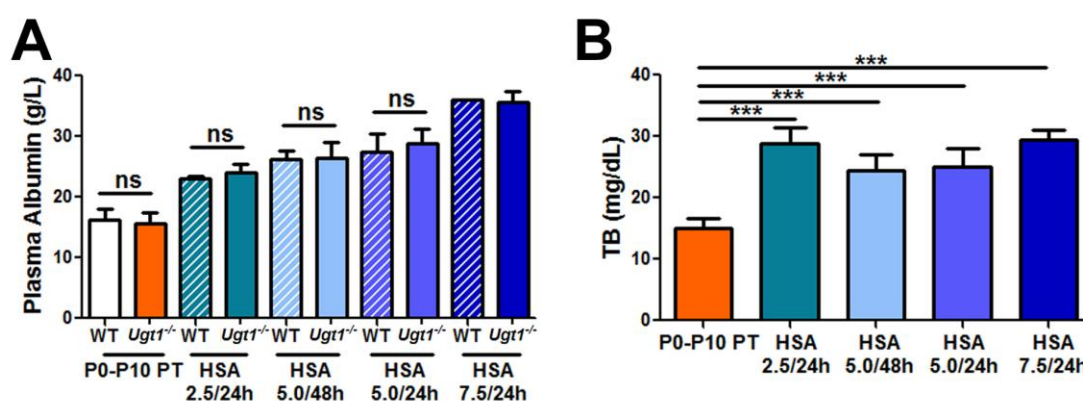 A
Plasma Albumin (g/L)
40
30
20
10
0
ns
ns
ns
ns
WT Ugt1-/- WT Ugt1-/- WT Ugt1-/- WT Ugt1-/- WT Ugt1-/-
P0-P10 PT HSA HSA HSA HSA
2.5/24h 5.0/48h 5.0/24h 7.5/24h
B
TB (mg/dL)
40
30
20
10
0
***
***
***
***
P0-P10 PT HSA HSA HSA HSA
2.5/24h 5.0/48h 5.0/24h 7.5/24h